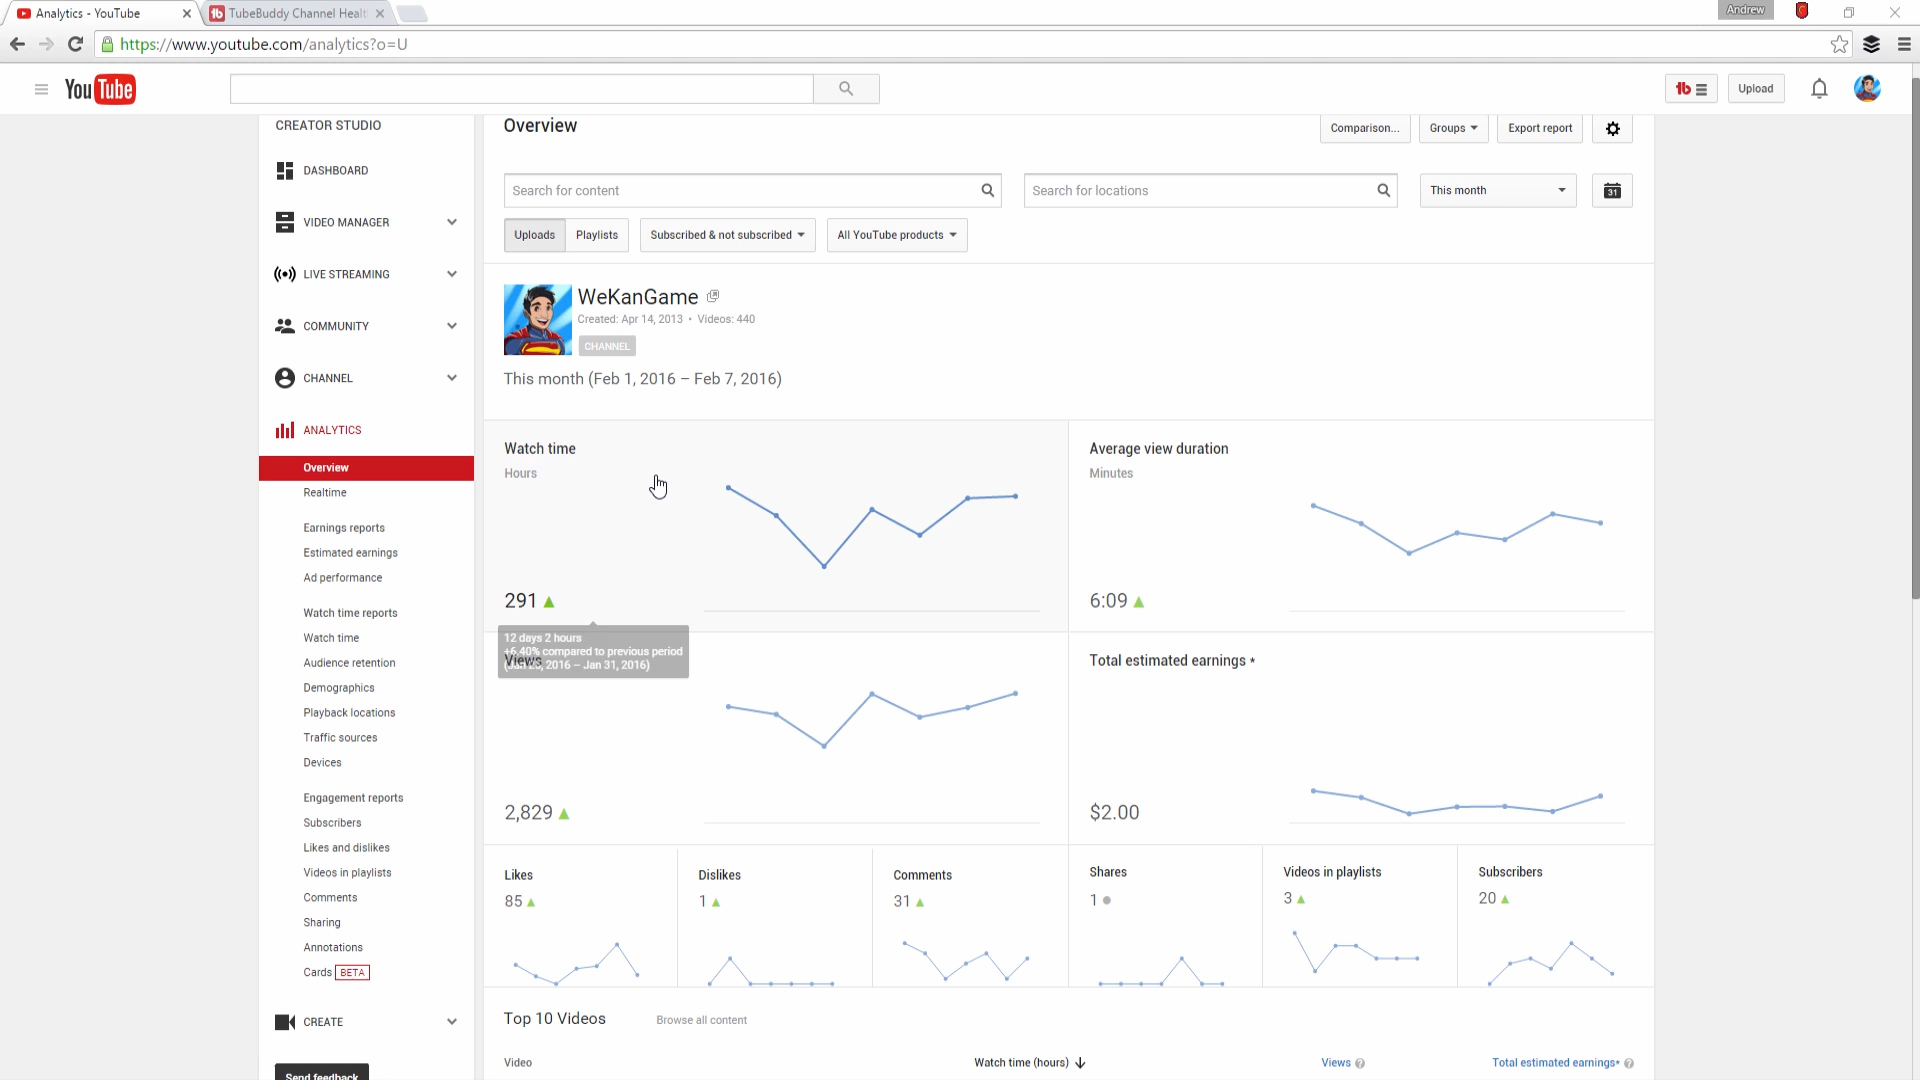 Analytics - YouTube
TubeBuddy Channel Healt
Andrew
https://www.youtube.com/analytics?o=U
YouTube
Upload
CREATOR STUDIO
DASHBOARD
VIDEO MANAGER
LIVE STREAMING
COMMUNITY
CHANNEL
ANALYTICS
Overview
Realtime
Earnings reports
Estimated earnings
Ad performance
Watch time reports
Watch time
Audience retention
Demographics
Playback locations
Traffic sources
Devices
Engagement reports
Subscribers
Likes and dislikes
Videos in playlists
Comments
Sharing
Annotations
Cards BETA
CREATE
Send feedback
Overview
Comparison... Groups Export report
Search for content
Search for locations
This month
31
Uploads Playlists Subscribed & not subscribed All YouTube products
WeKanGame
Created: Apr 14, 2013 • Videos: 440
CHANNEL
This month (Feb 1, 2016 – Feb 7, 2016)
Watch time
Hours
291
12 days 2 hours
+6.40% compared to previous period
2016 – Jan 31, 2016)
Average view duration
Minutes
6:09
Views
2,829
Total estimated earnings *
$2.00
Likes
85
Dislikes
1
Comments
31
Shares
1
Videos in playlists
3
Subscribers
20
Top 10 Videos Browse all content
Video Watch time (hours) Views Total estimated earnings*